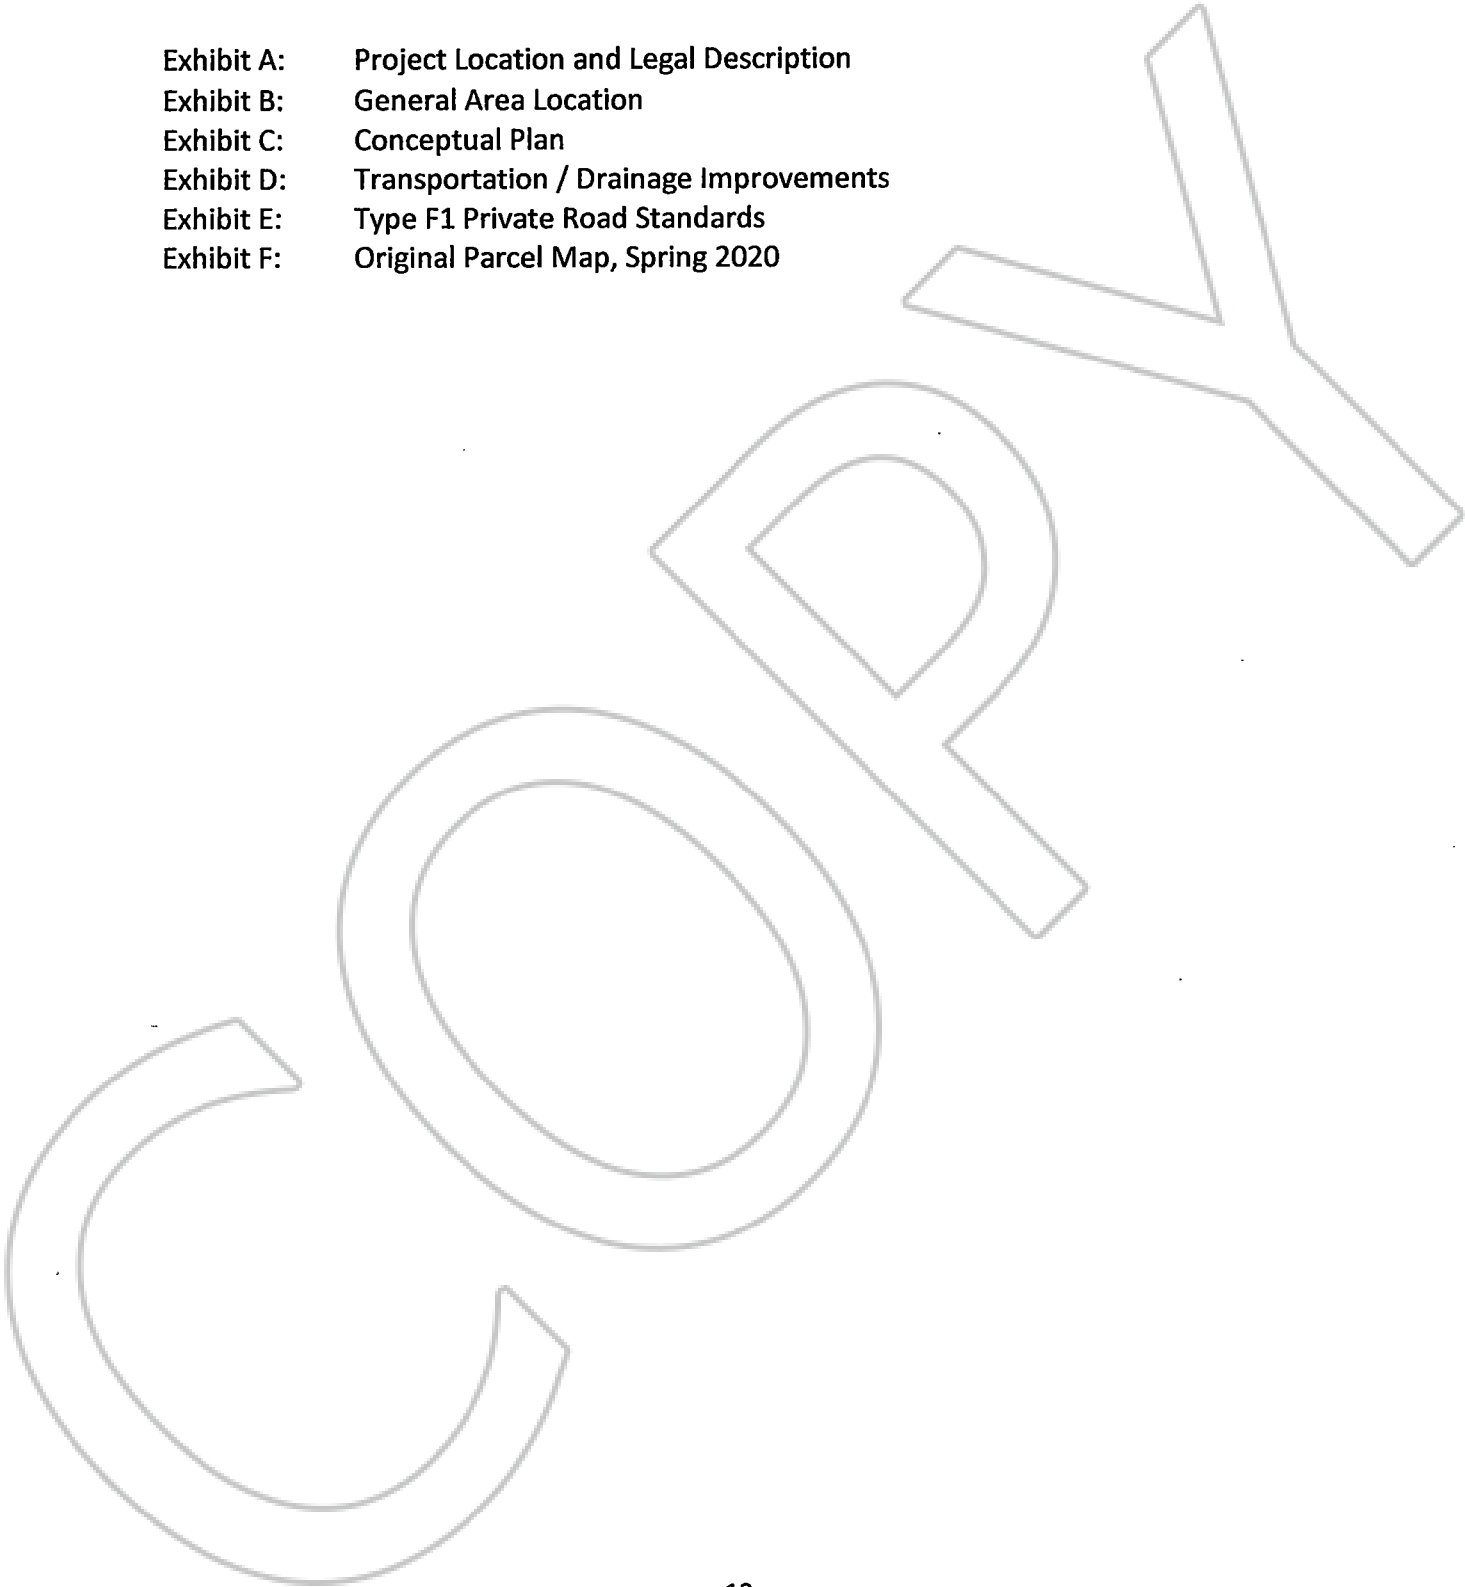 Exhibit A: Project Location and Legal Description
Exhibit B: General Area Location
Exhibit C: Conceptual Plan
Exhibit D: Transportation / Drainage Improvements
Exhibit E: Type F1 Private Road Standards
Exhibit F: Original Parcel Map, Spring 2020
COPY